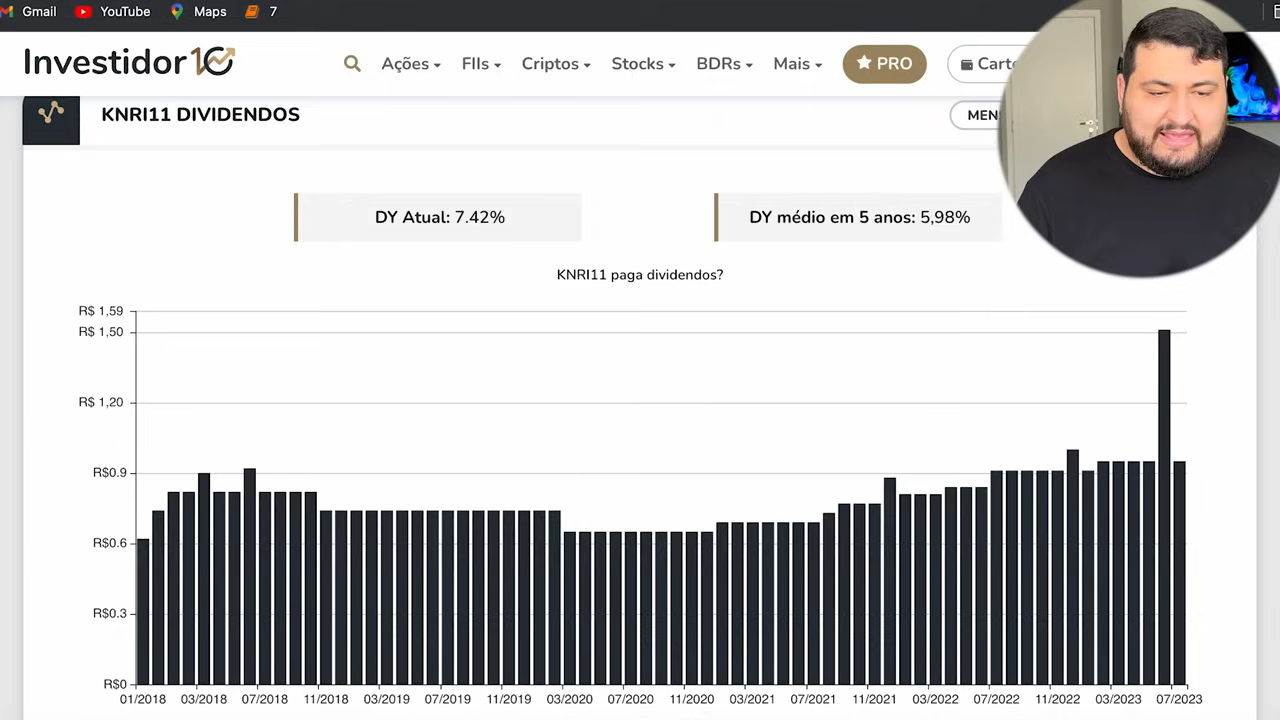 Gmail YouTube Maps 7
Investidor10 Ações FIIs Criptos Stocks BDRs Mais PRO
KNRI11 DIVIDENDOS
DY Atual: 7.42% DY médio em 5 anos: 5,98%
KNRI11 paga dividendos?
R$ 1,59
R$ 1,50
R$ 1,20
R$0.9
R$0.6
R$0.3
R$0
01/2018 03/2018 07/2018 11/2018 03/2019 07/2019 11/2019 03/2020 07/2020 11/2020 03/2021 07/2021 11/2021 03/2022 07/2022 11/2022 03/2023 07/2023